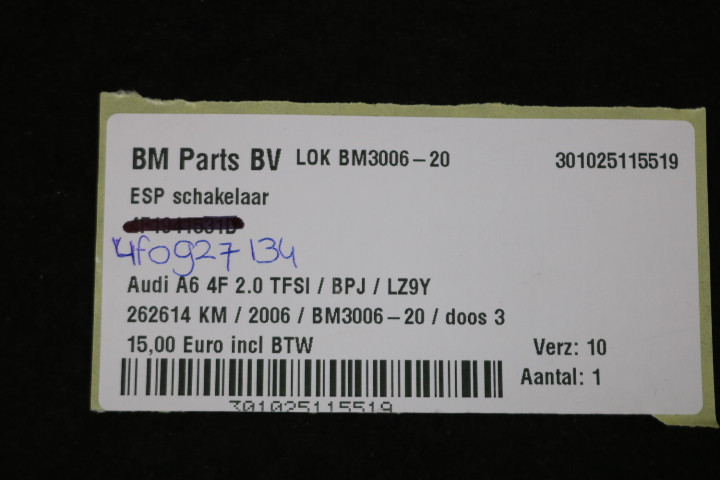 BM Parts BV LOK BM3006-20 301025115519
ESP schakelaar
4f0927134
Audi A6 4F 2.0 TFSI / BPJ / LZ9Y
262614 KM / 2006 / BM3006-20 / doos 3
15,00 Euro incl BTW Verz: 10
Aantal: 1
301025115519